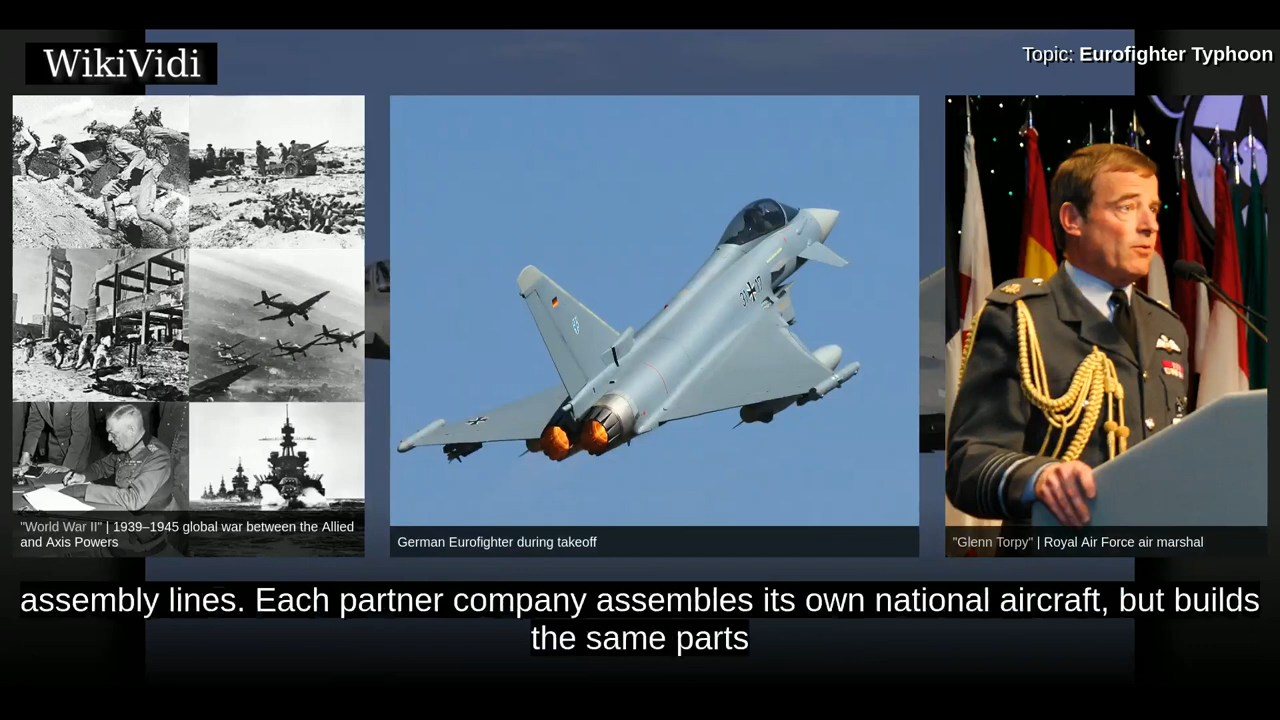 WikiVidi
Topic: Eurofighter Typhoon
"World War II" | 1939–1945 global war between the Allied
and Axis Powers
German Eurofighter during takeoff
"Glenn Torpy" | Royal Air Force air marshal
assembly lines. Each partner company assembles its own national aircraft, but builds
the same parts